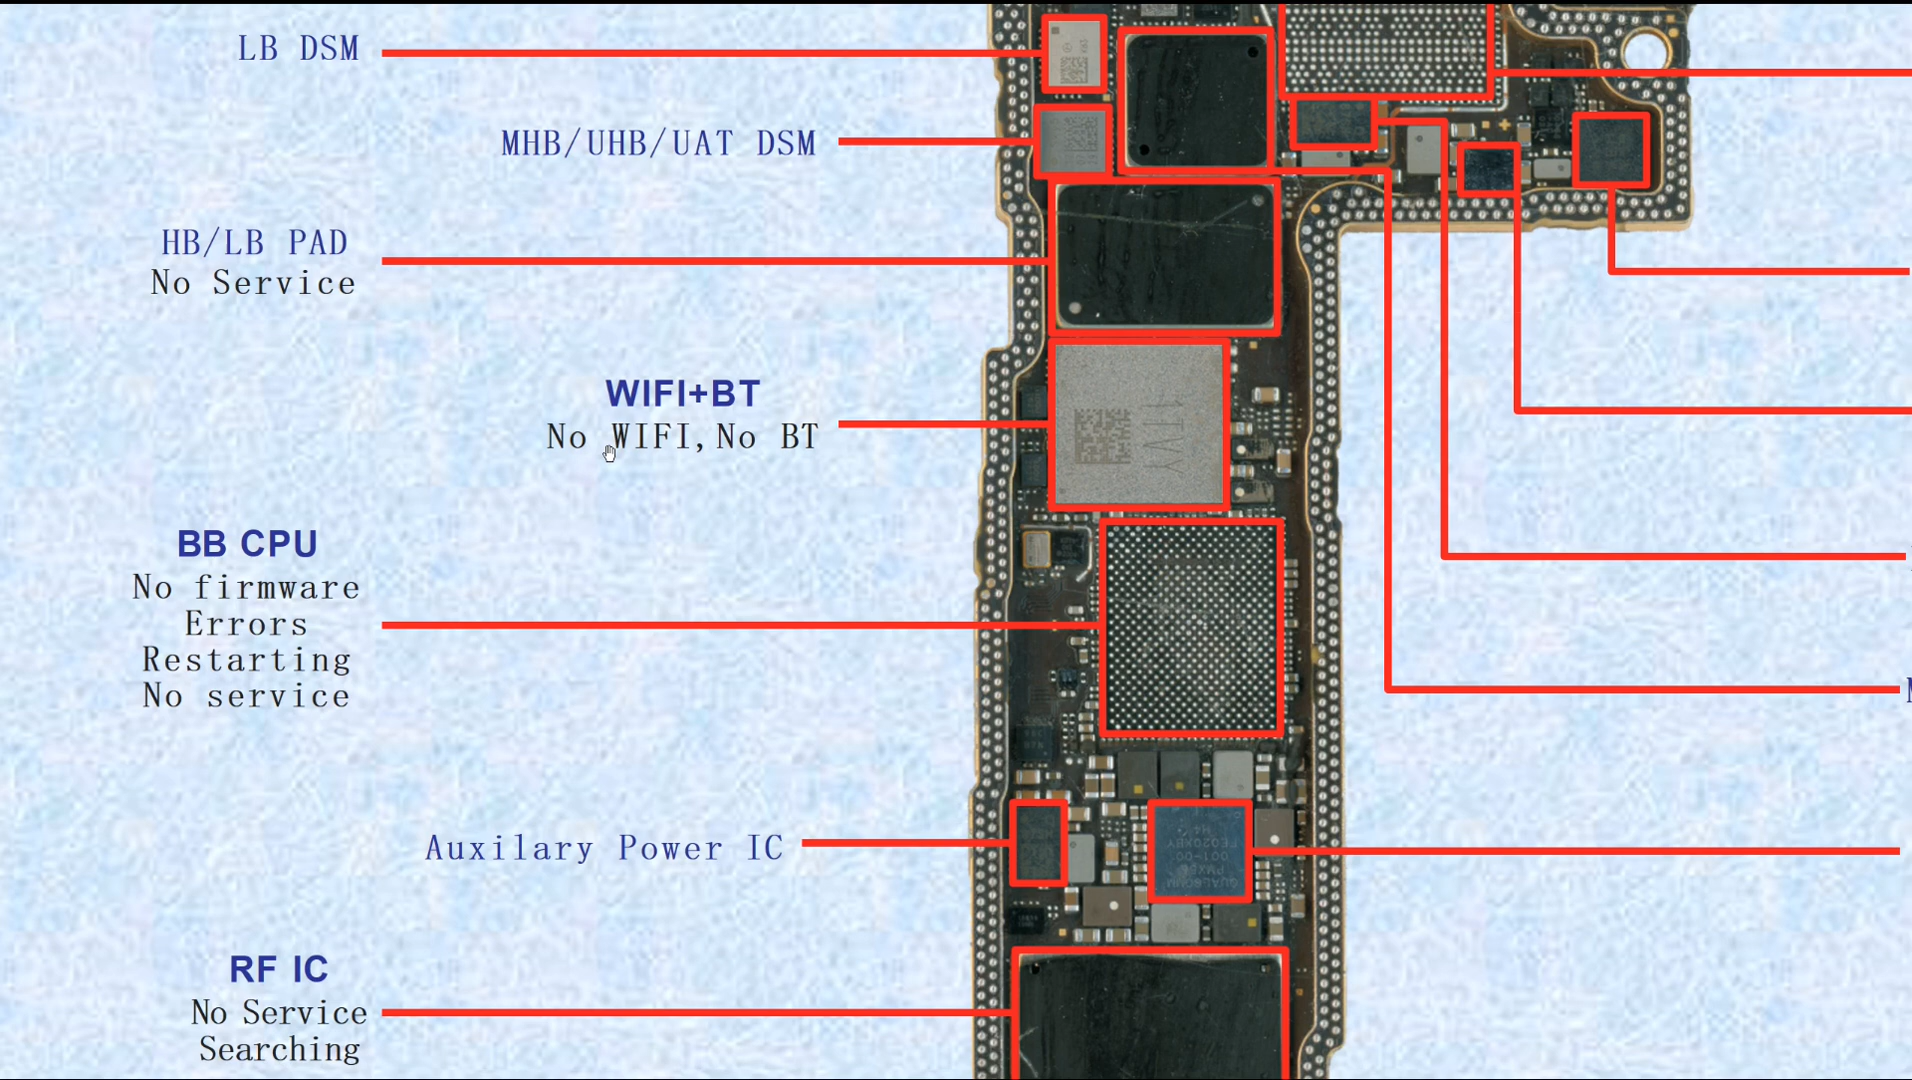 LB DSM
MHB/UHB/UAT DSM
HB/LB PAD
No Service
WIFI+BT
No WIFI,No BT
BB CPU
No firmware
Errors
Restarting
No service
Auxilary Power IC
RF IC
No Service
Searching